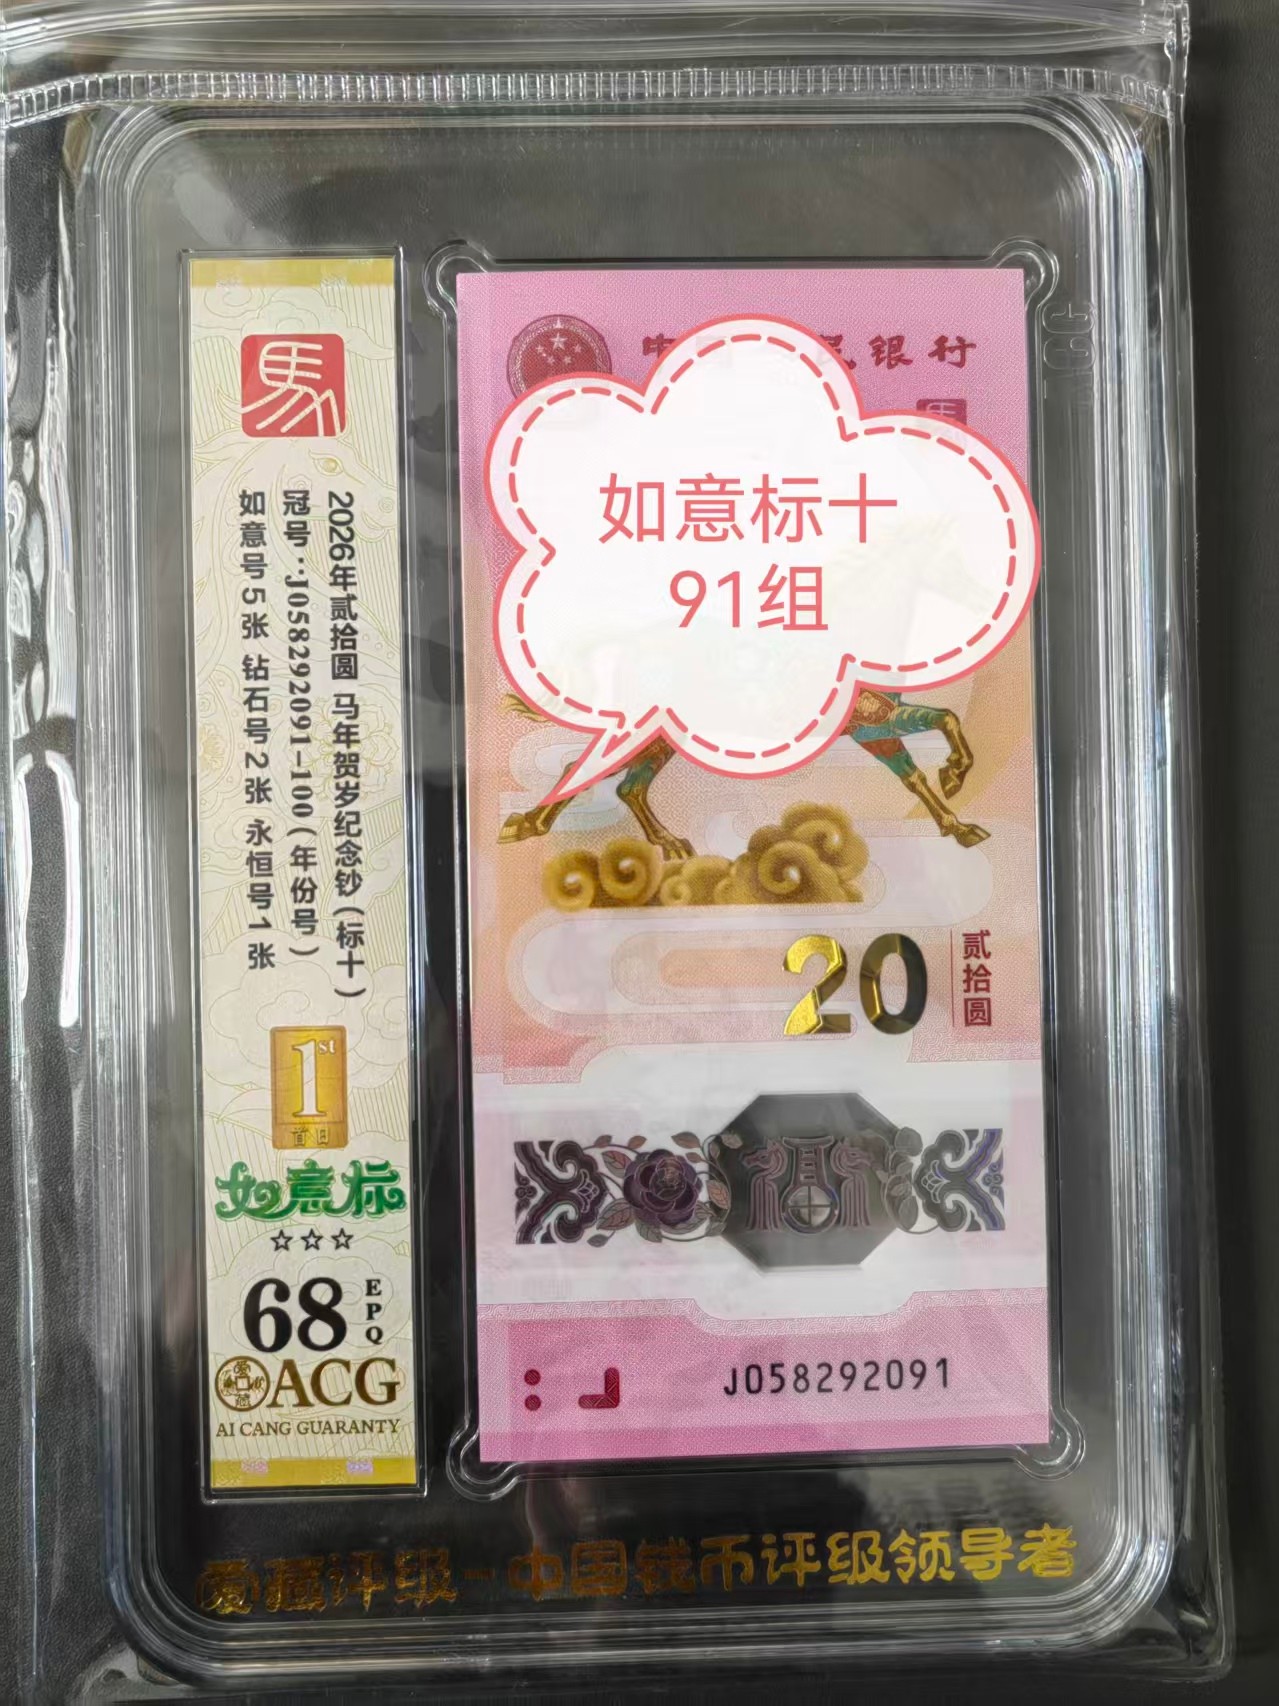 馬
2026年贰拾圆 马年贺岁纪念钞(标十)
冠号:J058292091-100(年份号)
如意号5张 钻石号2张 永恒号1张
1st
首日
如意标
☆☆☆
68
EPQ
ACG
AI CANG GUARANTY
银行
如意标十
91组
20
贰拾圆
J058292091
爱藏评级-中国钱币评级领导者